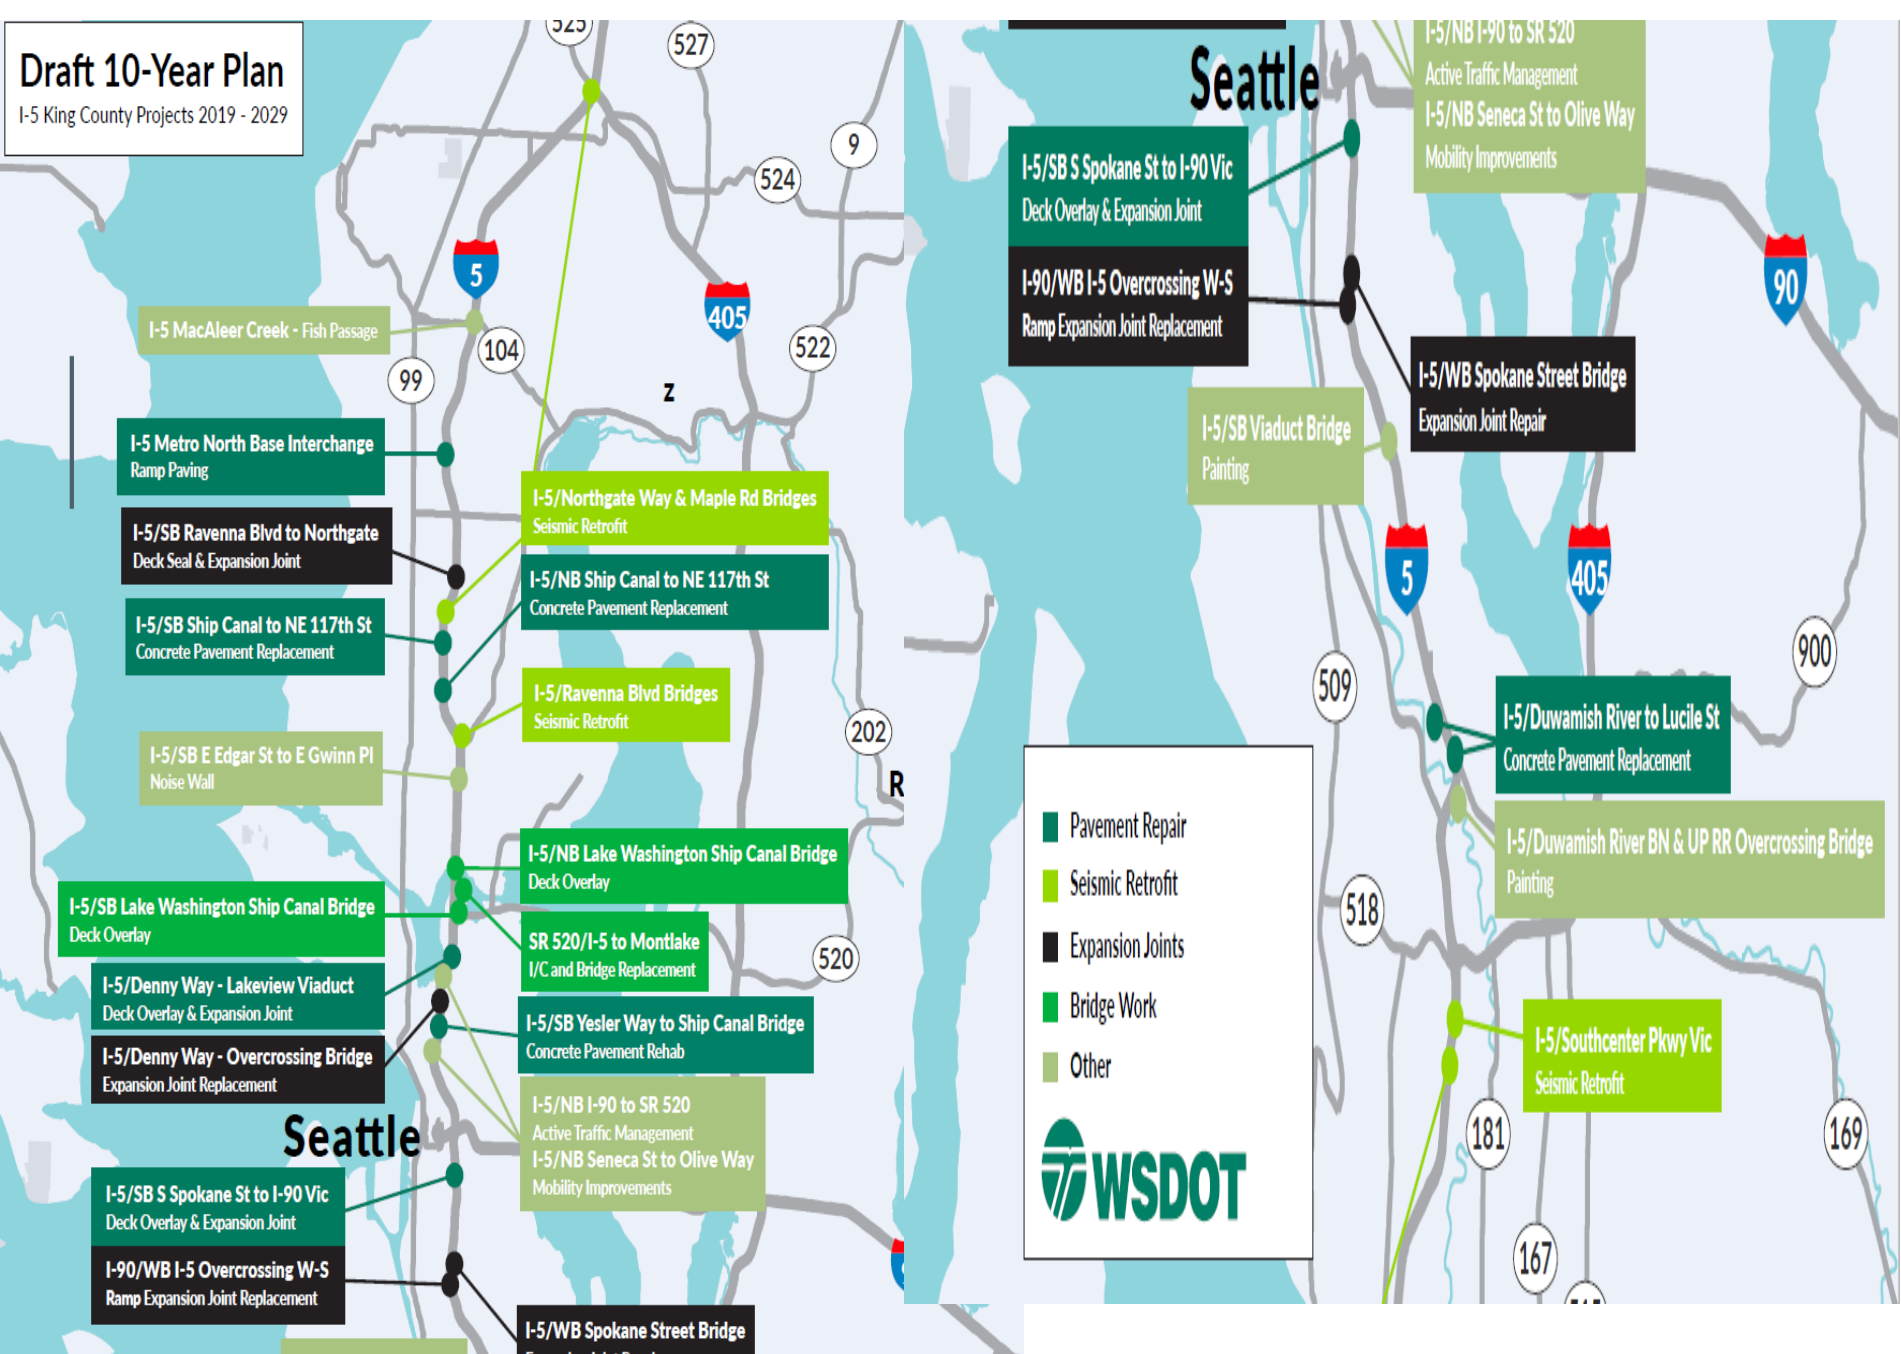 Draft 10-Year Plan
I-5 King County Projects 2019 - 2029
525
527
9
524
5
405
I-5 MacAleer Creek - Fish Passage
104
522
99
z
I-5 Metro North Base Interchange
Ramp Paving
I-5/SB Ravenna Blvd to Northgate
Deck Seal & Expansion Joint
I-5/Northgate Way & Maple Rd Bridges
Seismic Retrofit
I-5/NB Ship Canal to NE 117th St
Concrete Pavement Replacement
I-5/SB Ship Canal to NE 117th St
Concrete Pavement Replacement
I-5/Ravenna Blvd Bridges
Seismic Retrofit
202
I-5/SB E Edgar St to E Gwinn Pl
Noise Wall
R
I-5/NB Lake Washington Ship Canal Bridge
Deck Overlay
I-5/SB Lake Washington Ship Canal Bridge
Deck Overlay
SR 520/I-5 to Montlake
I/C and Bridge Replacement
520
I-5/Denny Way - Lakeview Viaduct
Deck Overlay & Expansion Joint
I-5/SB Yesler Way to Ship Canal Bridge
Concrete Pavement Rehab
I-5/Denny Way - Overcrossing Bridge
Expansion Joint Replacement
I-5/NB I-90 to SR 520
Active Traffic Management
I-5/NB Seneca St to Olive Way
Mobility Improvements
Seattle
I-5/SB S Spokane St to I-90 Vic
Deck Overlay & Expansion Joint
I-90/WB I-5 Overcrossing W-S
Ramp Expansion Joint Replacement
I-5/WB Spokane Street Bridge
I-5/NB I-90 to SR 520
Active Traffic Management
I-5/NB Seneca St to Olive Way
Mobility Improvements
Seattle
I-5/SB S Spokane St to I-90 Vic
Deck Overlay & Expansion Joint
I-90/WB I-5 Overcrossing W-S
Ramp Expansion Joint Replacement
90
I-5/WB Spokane Street Bridge
Expansion Joint Repair
I-5/SB Viaduct Bridge
Painting
5
405
900
509
I-5/Duwamish River to Lucile St
Concrete Pavement Replacement
I-5/Duwamish River BN & UP RR Overcrossing Bridge
Painting
518
Pavement Repair
Seismic Retrofit
Expansion Joints
Bridge Work
Other
WSDOT
I-5/Southcenter Pkwy Vic
Seismic Retrofit
181
169
167